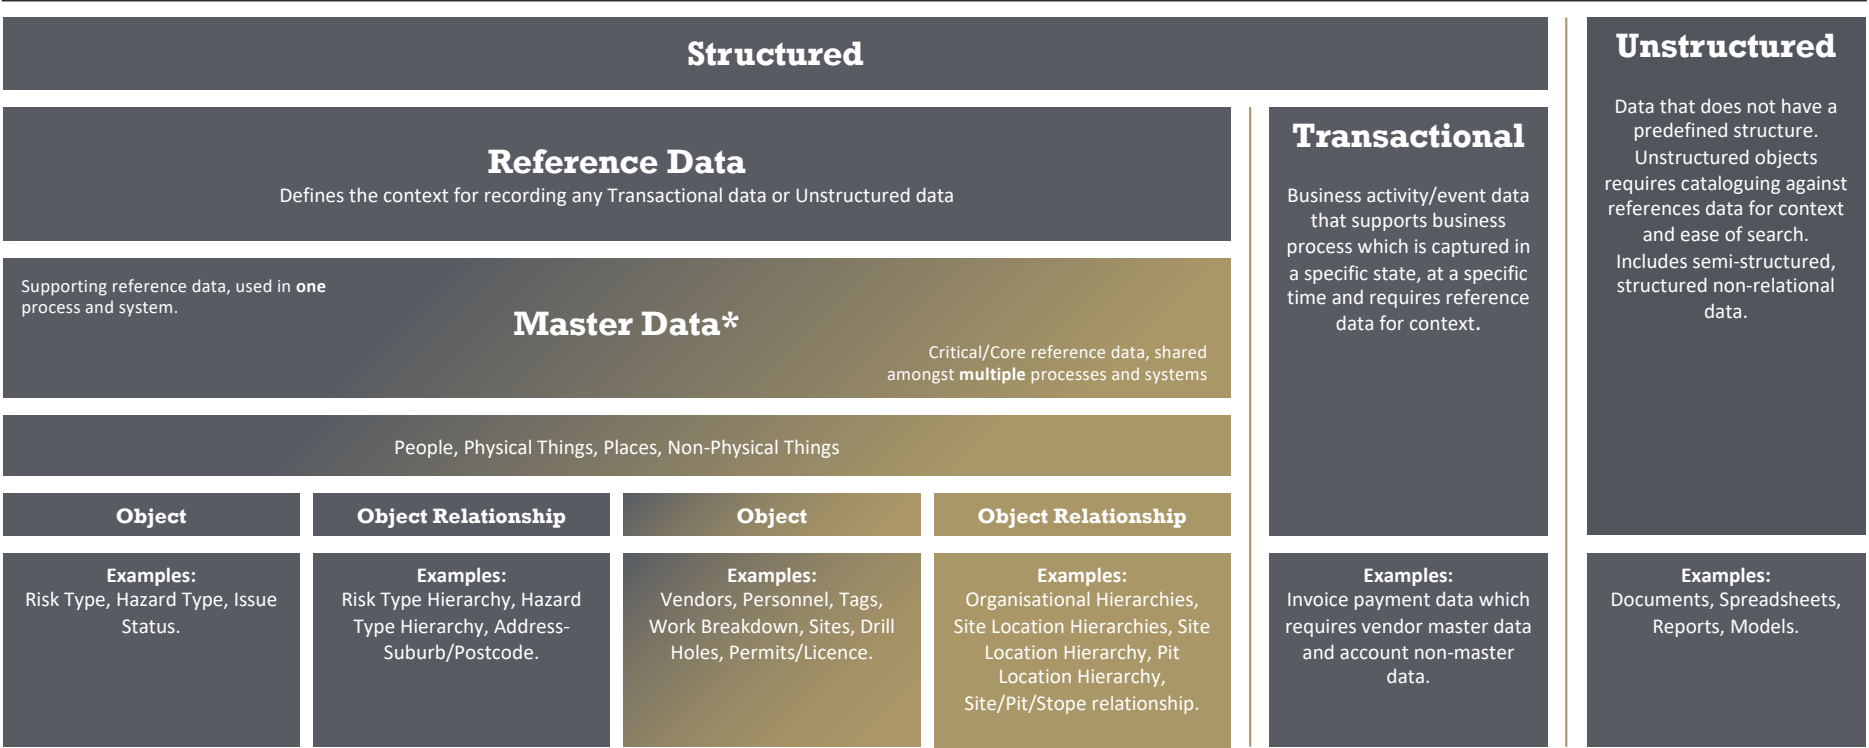 Structured
Reference Data
Defines the context for recording any Transactional data or Unstructured data
Supporting reference data, used in one
process and system.
Master Data*
Critical/Core reference data, shared
amongst multiple processes and systems
People, Physical Things, Places, Non-Physical Things
Object
Examples:
Risk Type, Hazard Type, Issue
Status.
Object Relationship
Examples:
Risk Type Hierarchy, Hazard
Type Hierarchy, Address-
Suburb/Postcode.
Object
Examples:
Vendors, Personnel, Tags,
Work Breakdown, Sites, Drill
Holes, Permits/Licence.
Object Relationship
Examples:
Organisational Hierarchies,
Site Location Hierarchies, Site
Location Hierarchy, Pit
Location Hierarchy,
Site/Pit/Stope relationship.
Transactional
Business activity/event data
that supports business
process which is captured in
a specific state, at a specific
time and requires reference
data for context.
Examples:
Invoice payment data which
requires vendor master data
and account non-master
data.
Unstructured
Data that does not have a
predefined structure.
Unstructured objects
requires cataloguing against
references data for context
and ease of search.
Includes semi-structured,
structured non-relational
data.
Examples:
Documents, Spreadsheets,
Reports, Models.